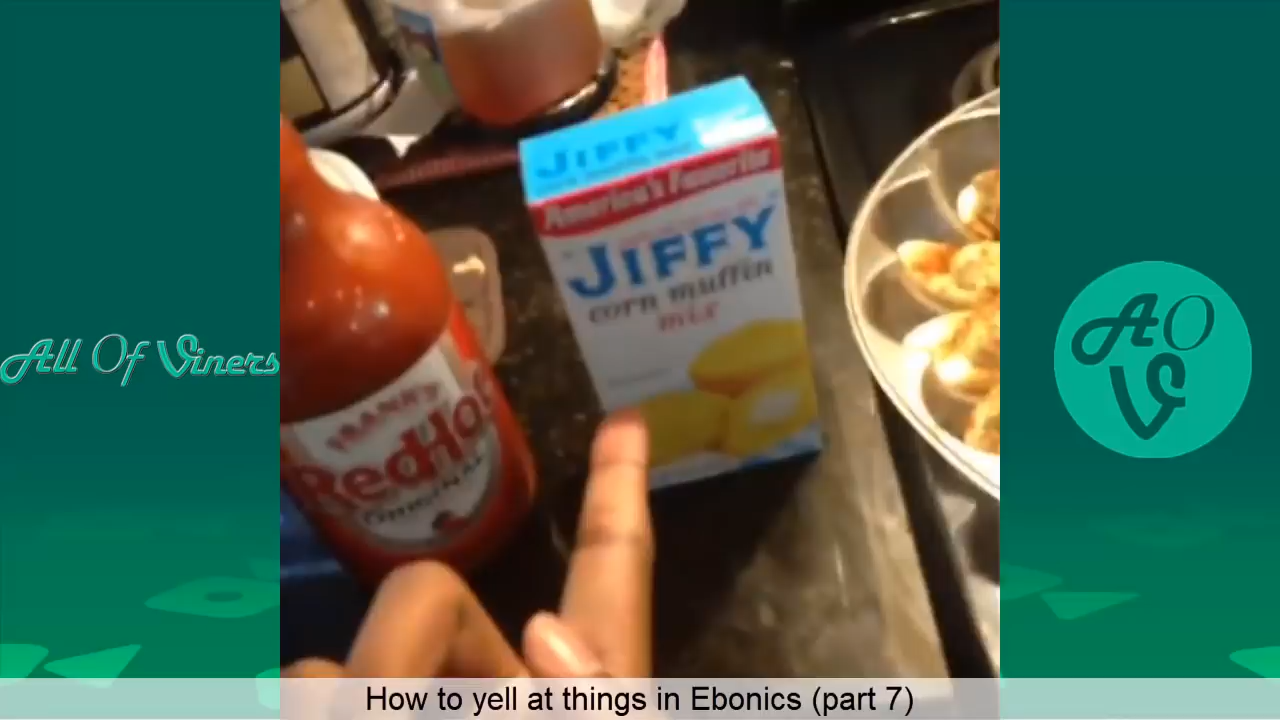 JIFFY
America's Favorite
"JIFFY"
corn muffin
mix
FRANK'S
RedHot
ORIGINAL
All Of Viners
AOV
How to yell at things in Ebonics (part 7)